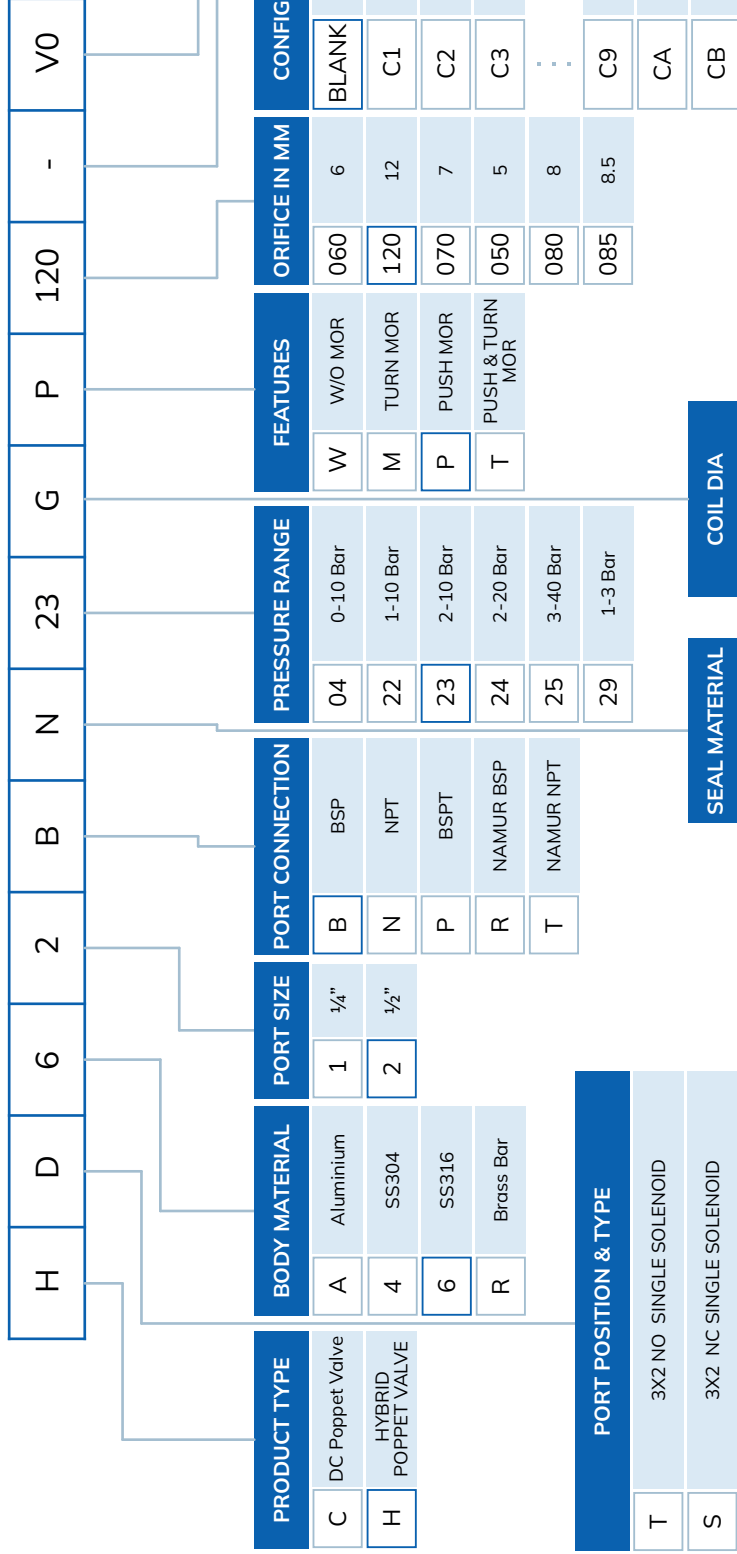 H D 6 2 B N 23 G P 120 - V0
PRODUCT TYPE
C DC Poppet Valve
H HYBRID
POPPET VALVE
BODY MATERIAL
A Aluminium
4 SS304
6 SS316
R Brass Bar
PORT SIZE
1 ¼”
2 ½”
PORT CONNECTION
B BSP
N NPT
P BSPT
R NAMUR BSP
T NAMUR NPT
PRESSURE RANGE
04 0-10 Bar
22 1-10 Bar
23 2-10 Bar
24 2-20 Bar
25 3-40 Bar
29 1-3 Bar
FEATURES
W W/O MOR
M TURN MOR
P PUSH MOR
T PUSH & TURN
MOR
ORIFICE IN MM
060 6
120 12
070 7
050 5
080 8
085 8.5
CONFIG
BLANK
C1
C2
C3
...
C9
CA
CB
PORT POSITION & TYPE
T 3X2 NO SINGLE SOLENOID
S 3X2 NC SINGLE SOLENOID
SEAL MATERIAL
COIL DIA